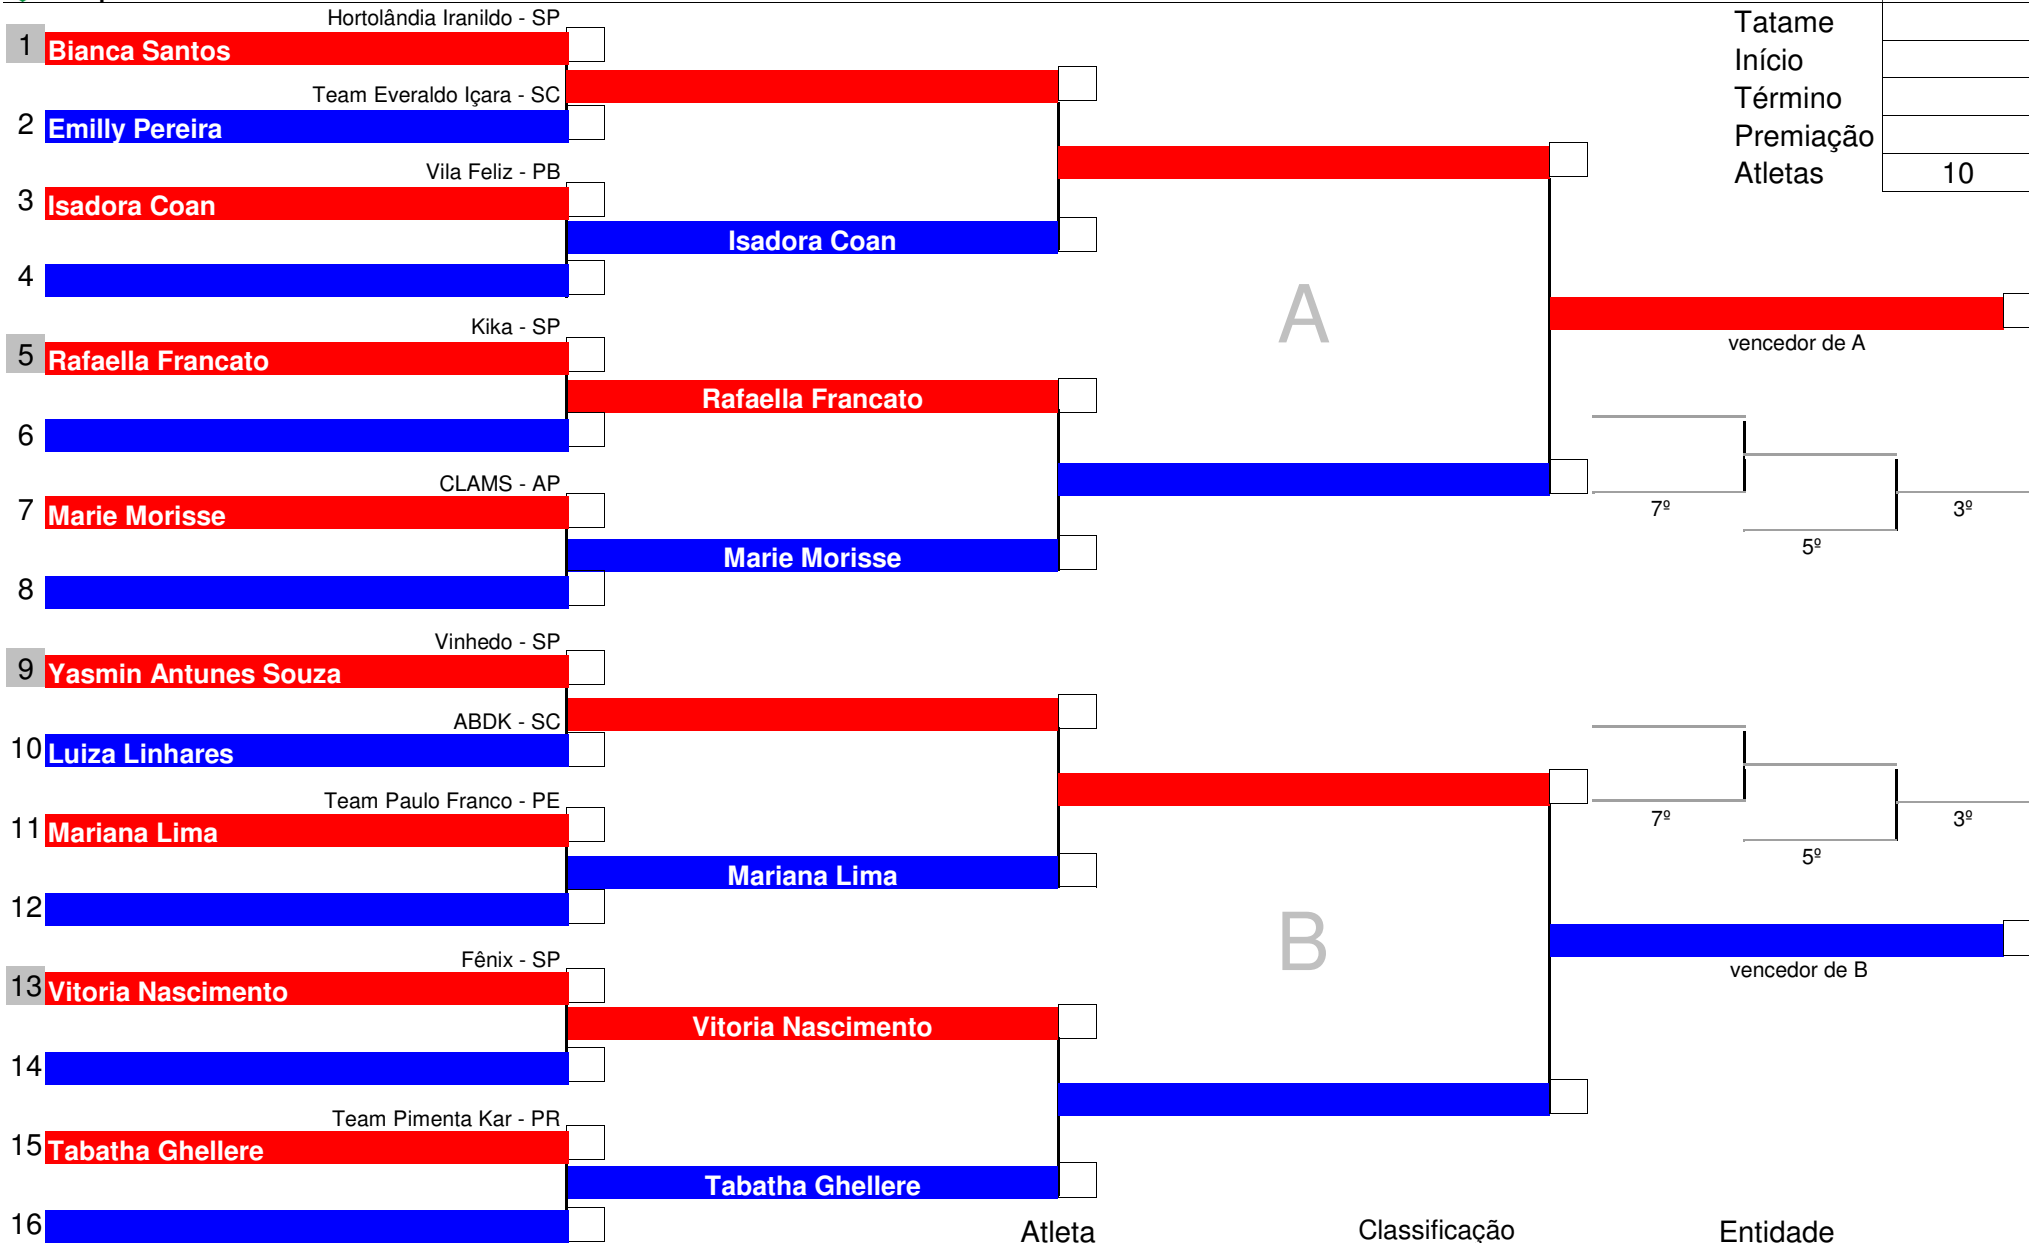 Hortolândia Iranildo - SP
1 Bianca Santos
Team Everaldo Içara - SC
2 Emilly Pereira
Vila Feliz - PB
3 Isadora Coan
Isadora Coan
4
Kika - SP
5 Rafaella Francato
Rafaella Francato
6
CLAMS - AP
7 Marie Morisse
Marie Morisse
8
Vinhedo - SP
9 Yasmin Antunes Souza
ABDK - SC
10 Luiza Linhares
Team Paulo Franco - PE
11 Mariana Lima
Mariana Lima
12
Fênix - SP
13 Vitoria Nascimento
Vitoria Nascimento
14
Team Pimenta Kar - PR
15 Tabatha Ghellere
Tabatha Ghellere
16
A
B
Tatame
Início
Término
Premiação
Atletas 10
vencedor de A
7º
3º
5º
7º
3º
5º
vencedor de B
Atleta Classificação Entidade